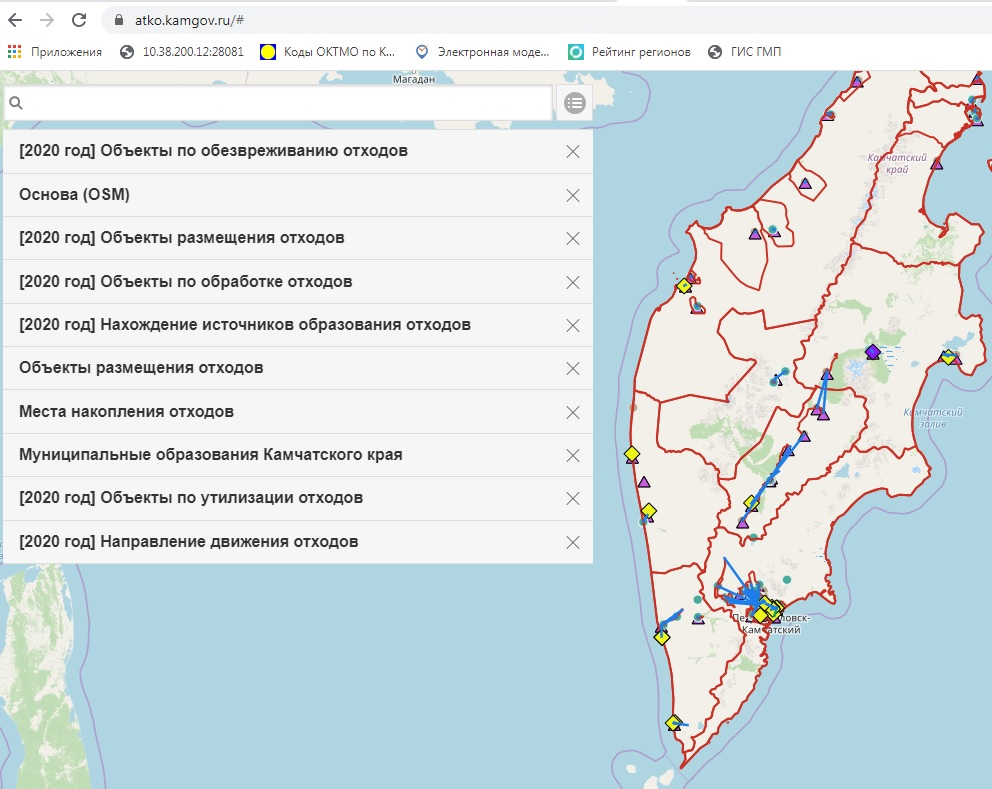 atko.kamgov.ru/#
Приложения 10.38.200.12:28081 Коды ОКТМО по К... Электронная моде... Рейтинг регионов ГИС ГМП
Магадан
[2020 год] Объекты по обезвреживанию отходов
Основа (OSM)
[2020 год] Объекты размещения отходов
[2020 год] Объекты по обработке отходов
[2020 год] Нахождение источников образования отходов
Объекты размещения отходов
Места накопления отходов
Муниципальные образования Камчатского края
[2020 год] Объекты по утилизации отходов
[2020 год] Направление движения отходов
Камчатский
край
Камчатский
залив
Камчатский